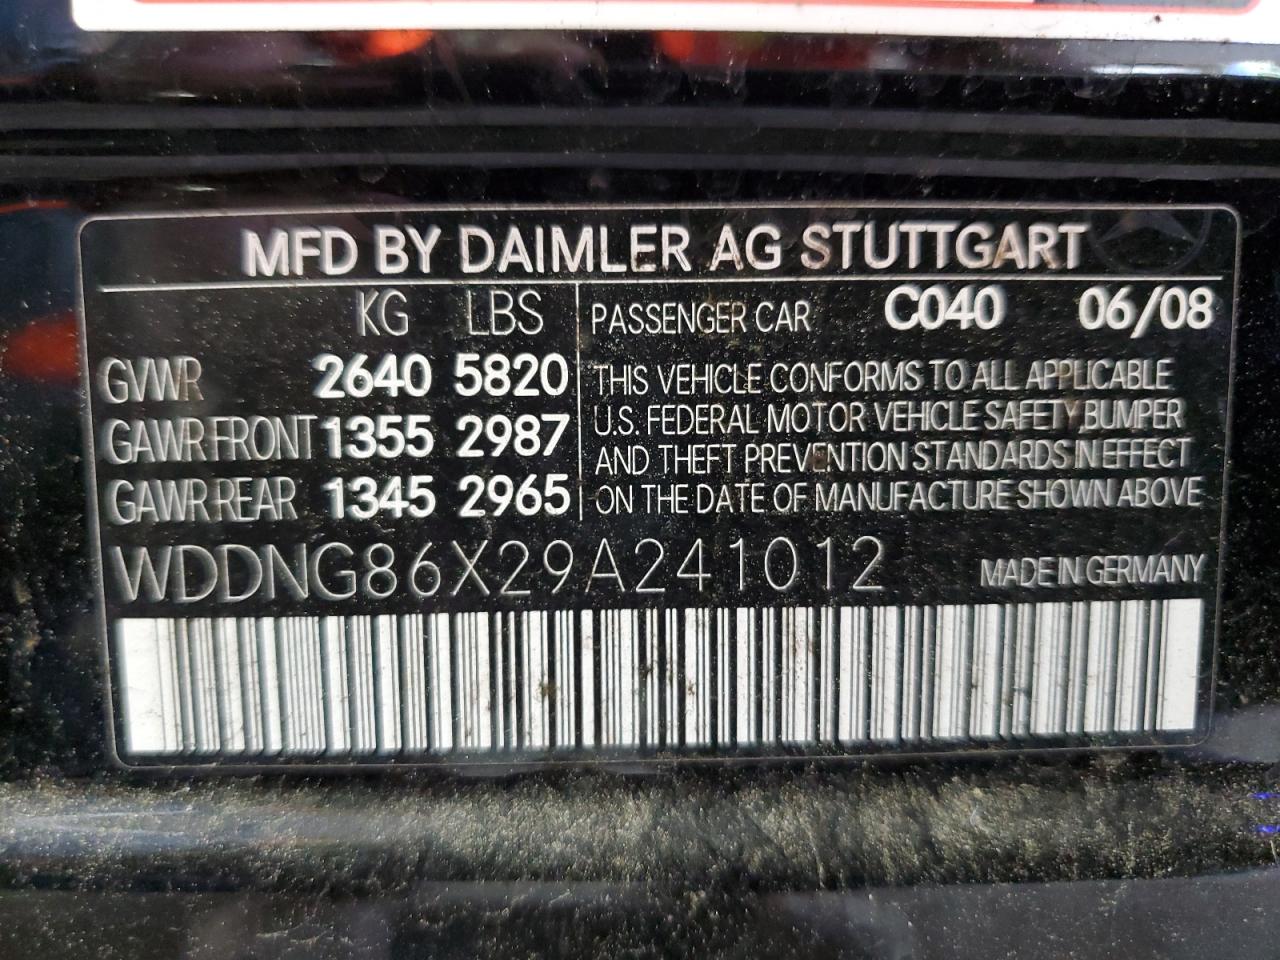 MFD BY DAIMLER AG STUTTGART
KG LBS
GVWR 2640 5820
GAWR FRONT 1355 2987
GAWR REAR 1345 2965
PASSENGER CAR C040 06/08
THIS VEHICLE CONFORMS TO ALL APPLICABLE
U.S. FEDERAL MOTOR VEHICLE SAFETY, BUMPER
AND THEFT PREVENTION STANDARDS IN EFFECT
ON THE DATE OF MANUFACTURE SHOWN ABOVE
WDDNG86X29A241012
MADE IN GERMANY